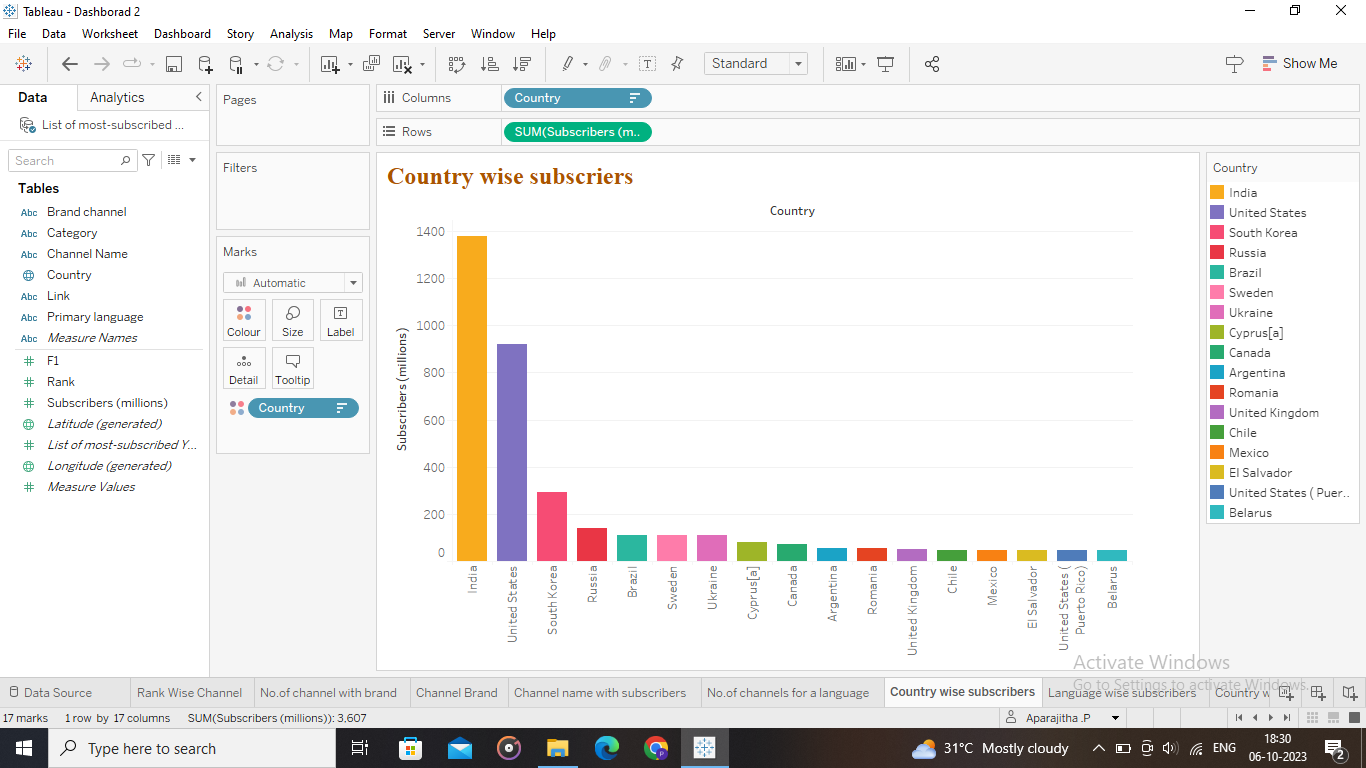 Tableau - Dashborad 2
File Data Worksheet Dashboard Story Analysis Map Format Server Window Help
Standard
Show Me
Data Analytics
List of most-subscribed ...
Search
Tables
Abc Brand channel
Abc Category
Abc Channel Name
Country
Abc Link
Abc Primary language
Abc Measure Names
F1
Rank
Subscribers (millions)
Latitude (generated)
List of most-subscribed Y...
Longitude (generated)
Measure Values
Pages
Filters
Marks
Automatic
Colour Size Label
Detail Tooltip
Country
Columns Country
Rows SUM(Subscribers (m..
Country wise subscriers
Country
Subscribers (millions)
1400
1200
1000
800
600
400
200
0
India
United States
South Korea
Russia
Brazil
Sweden
Ukraine
Cyprus[a]
Canada
Argentina
Romania
United Kingdom
Chile
Mexico
El Salvador
United States (
Puerto Rico)
Belarus
Country
India
United States
South Korea
Russia
Brazil
Sweden
Ukraine
Cyprus[a]
Canada
Argentina
Romania
United Kingdom
Chile
Mexico
El Salvador
United States ( Puer..
Belarus
Activate Windows
Go to Settings to activate Windows.
Data Source Rank Wise Channel No.of channel with brand Channel Brand Channel name with subscribers No.of channels for a language Country wise subscribers Language wise subscribers Country w
17 marks 1 row by 17 columns SUM(Subscribers (millions)): 3,607
Aparajitha .P
Type here to search
31°C Mostly cloudy
ENG
18:30
06-10-2023
2